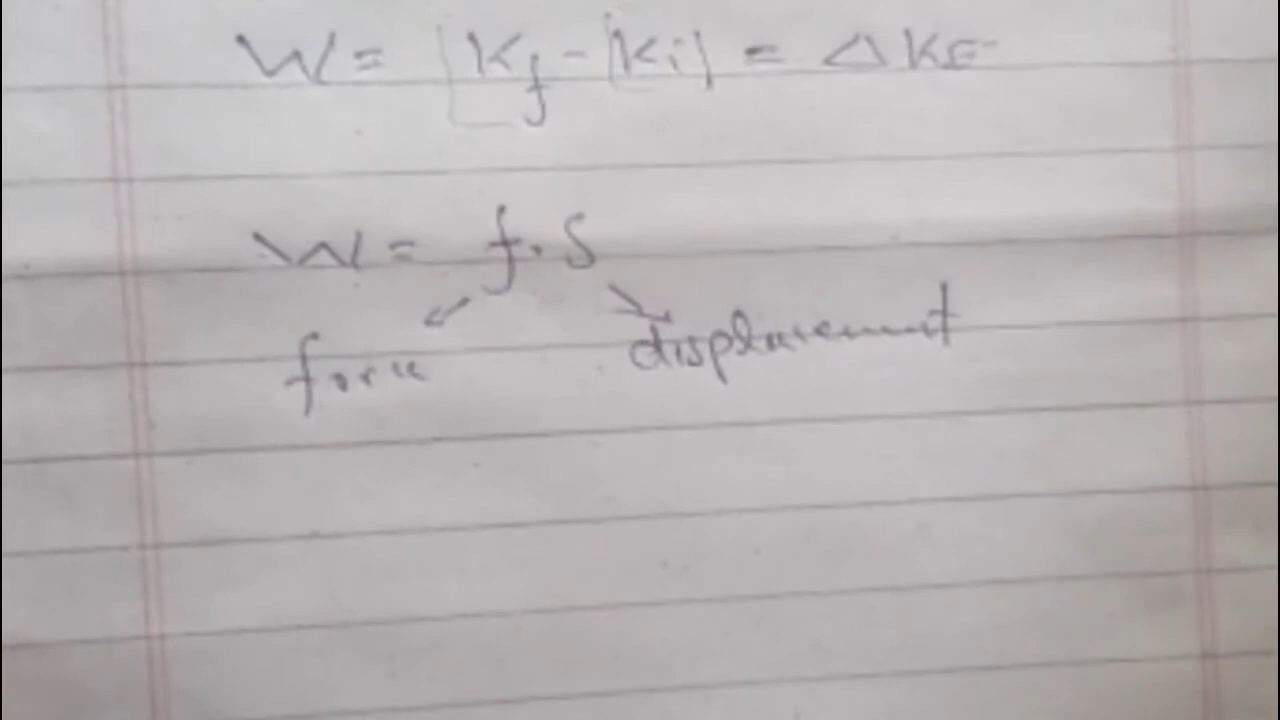 W = |Kf - |Ki| = ΔKE
W = f. S
force displacement